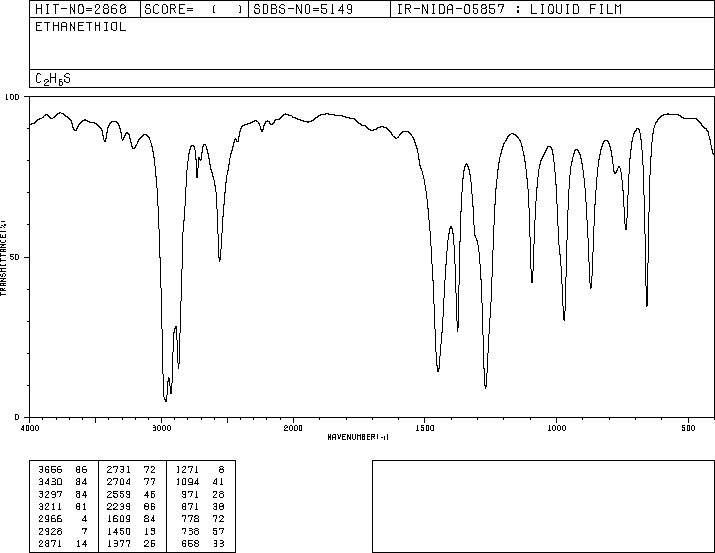 HIT-NO=2868 SCORE= ( ) SDBS-NO=5149 IR-NIDA-05857 : LIQUID FILM
ETHANETHIOL
C2H6S
100
50
0
TRANSMITTANCE(%)
4000 3000 2000 1500 1000 500
WAVENUMBER(-1)
3666 86 2731 72 1271 8
3430 84 2704 77 1094 41
3297 84 2559 46 971 28
3211 81 2239 86 871 38
2966 4 1609 84 778 72
2928 7 1450 13 738 57
2871 14 1377 26 658 33